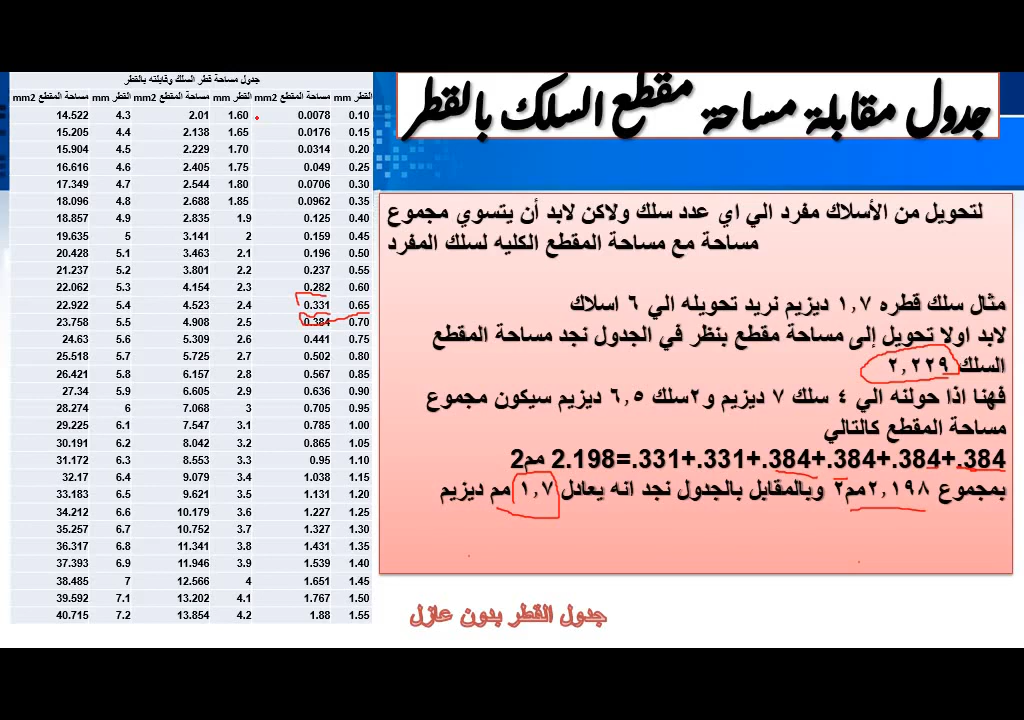 جدول مقابلة مساحة مقطع السلك بالقطر
لتحويل من الأسلاك مفرد الي اي عدد سلك ولاكن لابد أن يتسوي مجموع
مساحة مع مساحة المقطع الكليه لسلك المفرد
مثال سلك قطره ١,٧ ديزيم نريد تحويله الي ٦ اسلاك
لابد اولا تحويل إلى مساحة مقطع بنظر في الجدول نجد مساحة المقطع
السلك ٢,٢٢٩
فهنا اذا حولنه الي ٤ سلك ٧ ديزيم و٢سلك ٦,٥ ديزيم سيكون مجموع
مساحة المقطع كالتالي
.384+.384+.384+.384+.331+.331=2.198 مم2
بمجموع ٢,١٩٨مم٢ وبالمقابل بالجدول نجد انه يعادل ١,٧ مم ديزيم
جدول القطر بدون عازل
جدول مساحة قطر السلك وقابلته بالقطر
القطر mm مساحة المقطع mm2 القطر mm مساحة المقطع mm2 القطر mm مساحة المقطع mm2
0.10 0.0078 1.60 2.01 4.3 14.522
0.15 0.0176 1.65 2.138 4.4 15.205
0.20 0.0314 1.70 2.229 4.5 15.904
0.25 0.049 1.75 2.405 4.6 16.616
0.30 0.0706 1.80 2.544 4.7 17.349
0.35 0.0962 1.85 2.688 4.8 18.096
0.40 0.125 1.9 2.835 4.9 18.857
0.45 0.159 2 3.141 5 19.635
0.50 0.196 2.1 3.463 5.1 20.428
0.55 0.237 2.2 3.801 5.2 21.237
0.60 0.282 2.3 4.154 5.3 22.062
0.65 0.331 2.4 4.523 5.4 22.922
0.70 0.384 2.5 4.908 5.5 23.758
0.75 0.441 2.6 5.309 5.6 24.63
0.80 0.502 2.7 5.725 5.7 25.518
0.85 0.567 2.8 6.157 5.8 26.421
0.90 0.636 2.9 6.605 5.9 27.34
0.95 0.705 3 7.068 6 28.274
1.00 0.785 3.1 7.547 6.1 29.225
1.05 0.865 3.2 8.042 6.2 30.191
1.10 0.95 3.3 8.553 6.3 31.172
1.15 1.038 3.4 9.079 6.4 32.17
1.20 1.131 3.5 9.621 6.5 33.183
1.25 1.227 3.6 10.179 6.6 34.212
1.30 1.327 3.7 10.752 6.7 35.257
1.35 1.431 3.8 11.341 6.8 36.317
1.40 1.539 3.9 11.946 6.9 37.393
1.45 1.651 4 12.566 7 38.485
1.50 1.767 4.1 13.202 7.1 39.592
1.55 1.88 4.2 13.854 7.2 40.715